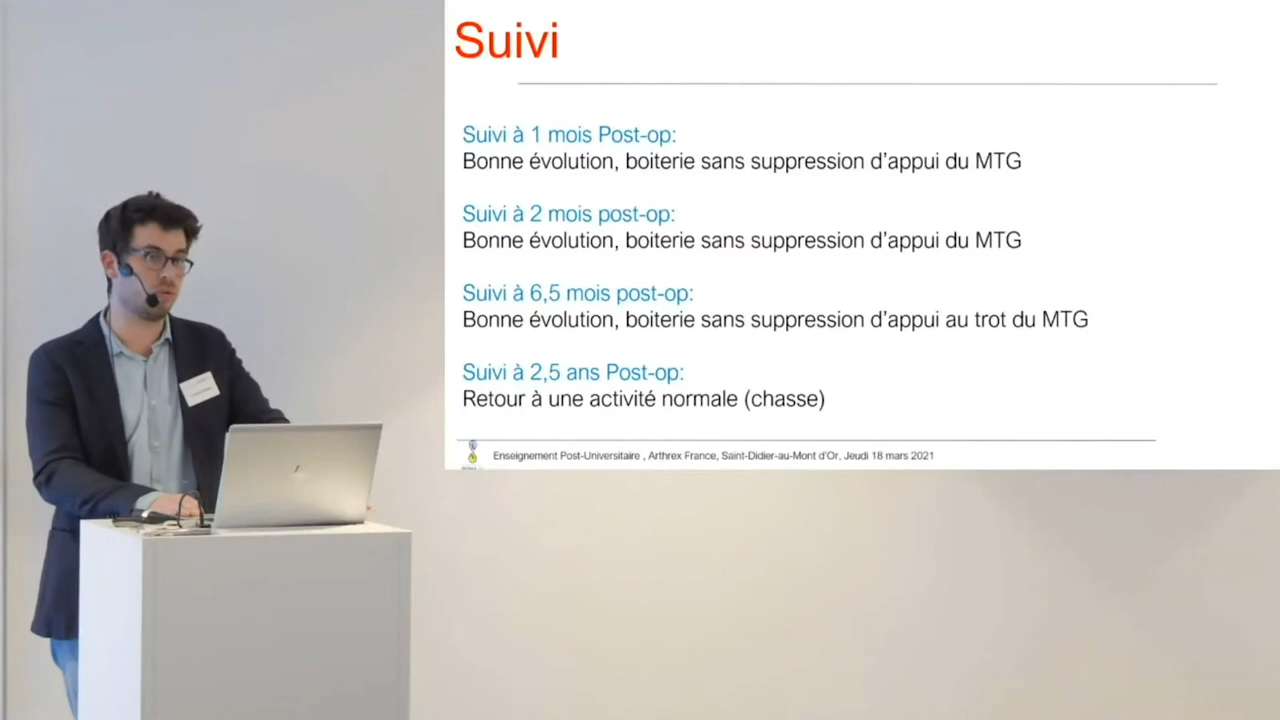 Suivi
Suivi à 1 mois Post-op:
Bonne évolution, boiterie sans suppression d'appui du MTG
Suivi à 2 mois post-op:
Bonne évolution, boiterie sans suppression d'appui du MTG
Suivi à 6,5 mois post-op:
Bonne évolution, boiterie sans suppression d'appui au trot du MTG
Suivi à 2,5 ans Post-op:
Retour à une activité normale (chasse)
Enseignement Post-Universitaire , Arthrex France, Saint-Didier-au-Mont d'Or, Jeudi 18 mars 2021